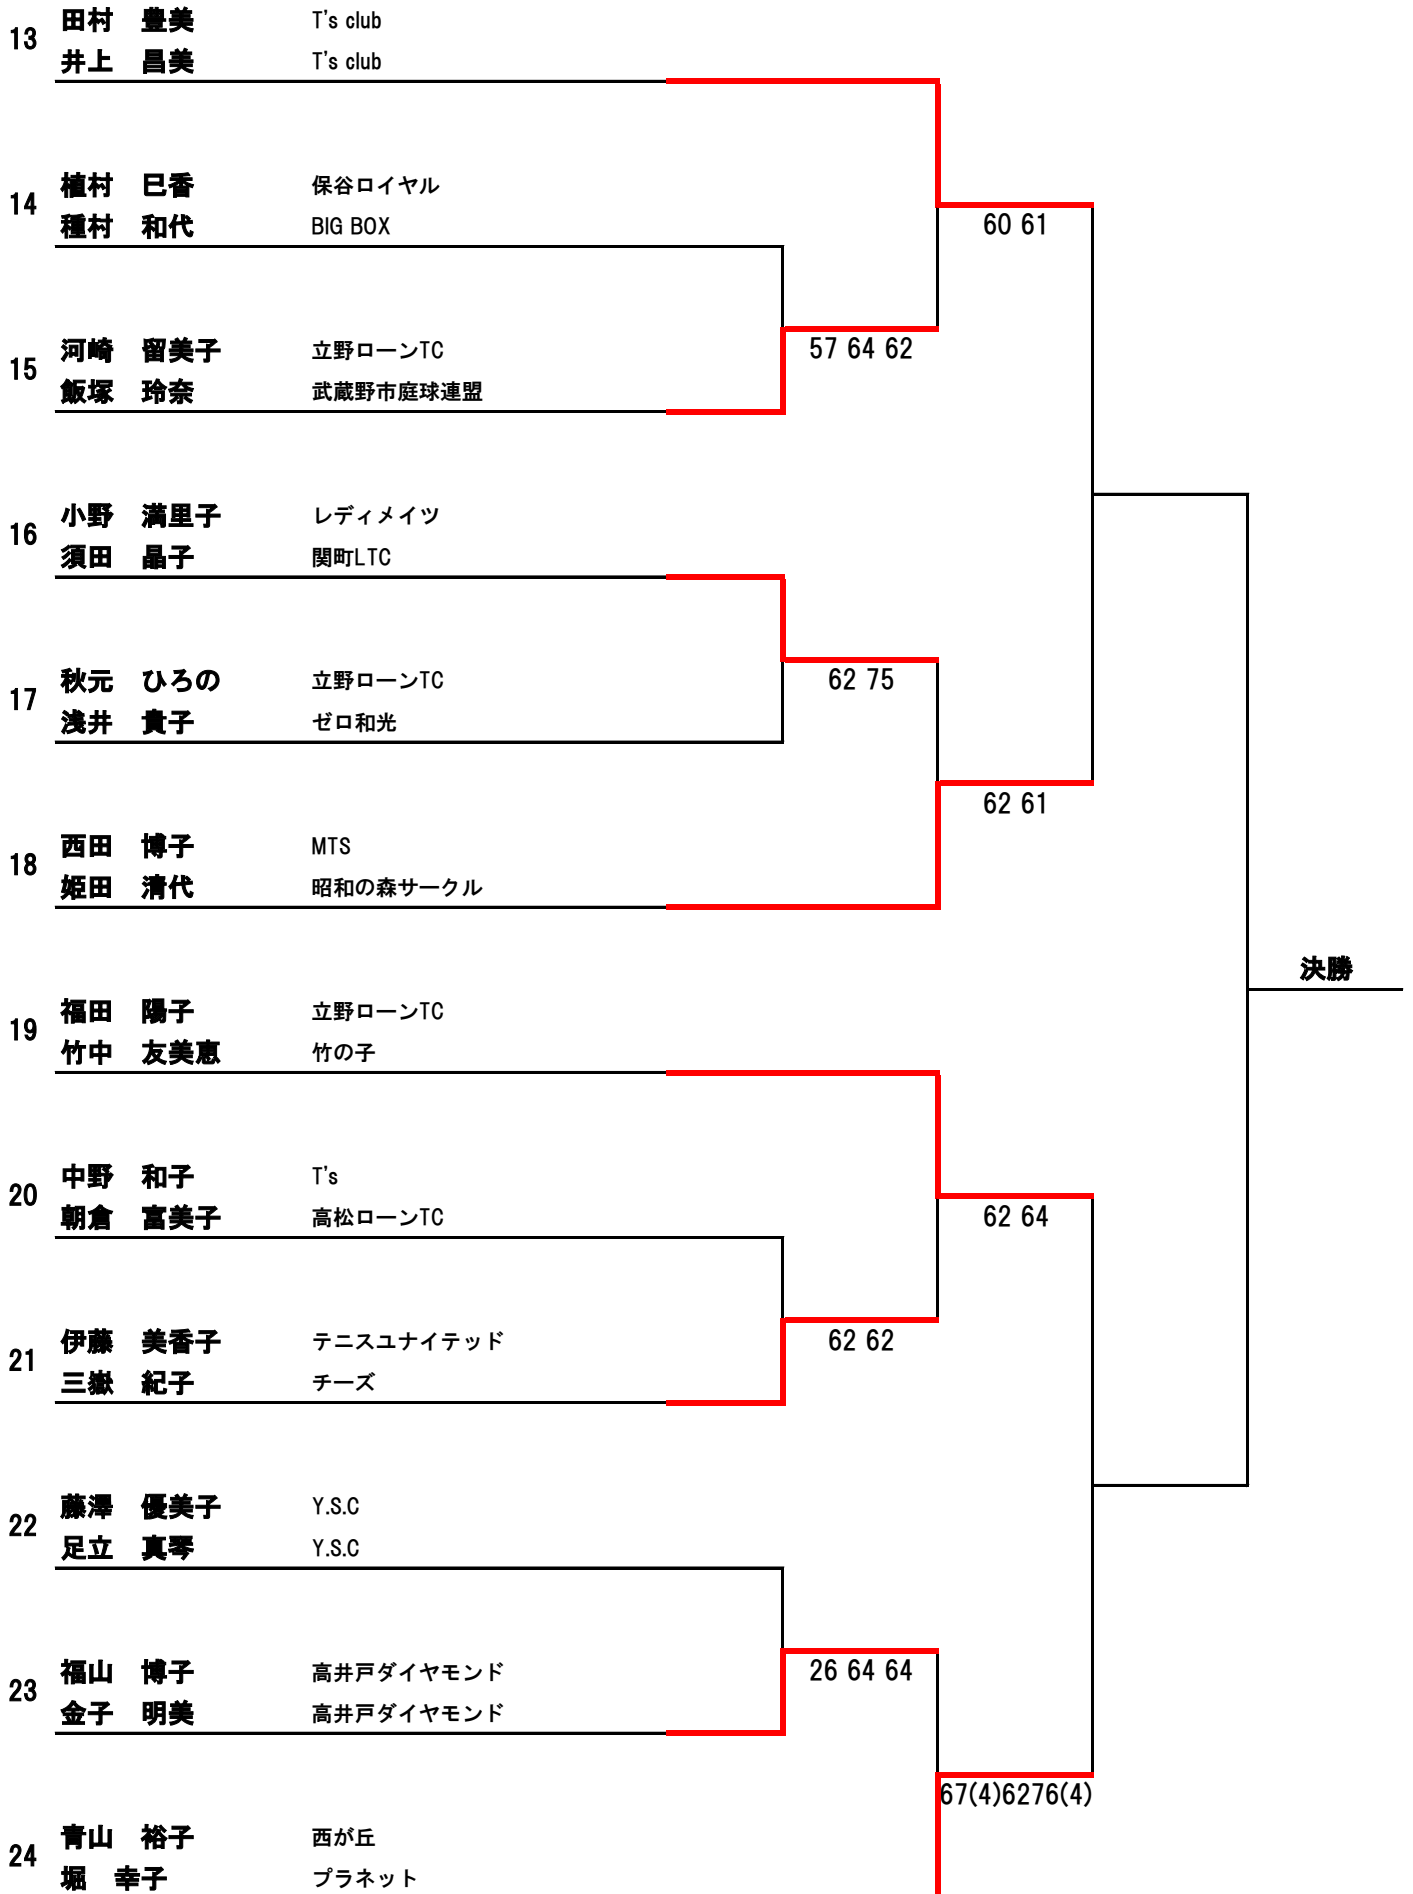 13 田村 豊美 T's club
井上 昌美 T's club
14 植村 巳香 保谷ロイヤル
種村 和代 BIG BOX
60 61
15 河崎 留美子 立野ローンTC
57 64 62
飯塚 玲奈 武蔵野市庭球連盟
16 小野 満里子 レディメイツ
須田 晶子 関町LTC
17 秋元 ひろの 立野ローンTC
62 75
浅井 貴子 ゼロ和光
62 61
18 西田 博子 MTS
姫田 清代 昭和の森サークル
決勝
19 福田 陽子 立野ローンTC
竹中 友美恵 竹の子
20 中野 和子 T's
朝倉 富美子 高松ローンTC
62 64
21 伊藤 美香子 テニスユナイテッド
62 62
三嶽 紀子 チーズ
22 藤澤 優美子 Y.S.C
足立 真琴 Y.S.C
23 福山 博子 高井戸ダイヤモンド
26 64 64
金子 明美 高井戸ダイヤモンド
67(4)6276(4)
24 青山 裕子 西が丘
堀 幸子 プラネット